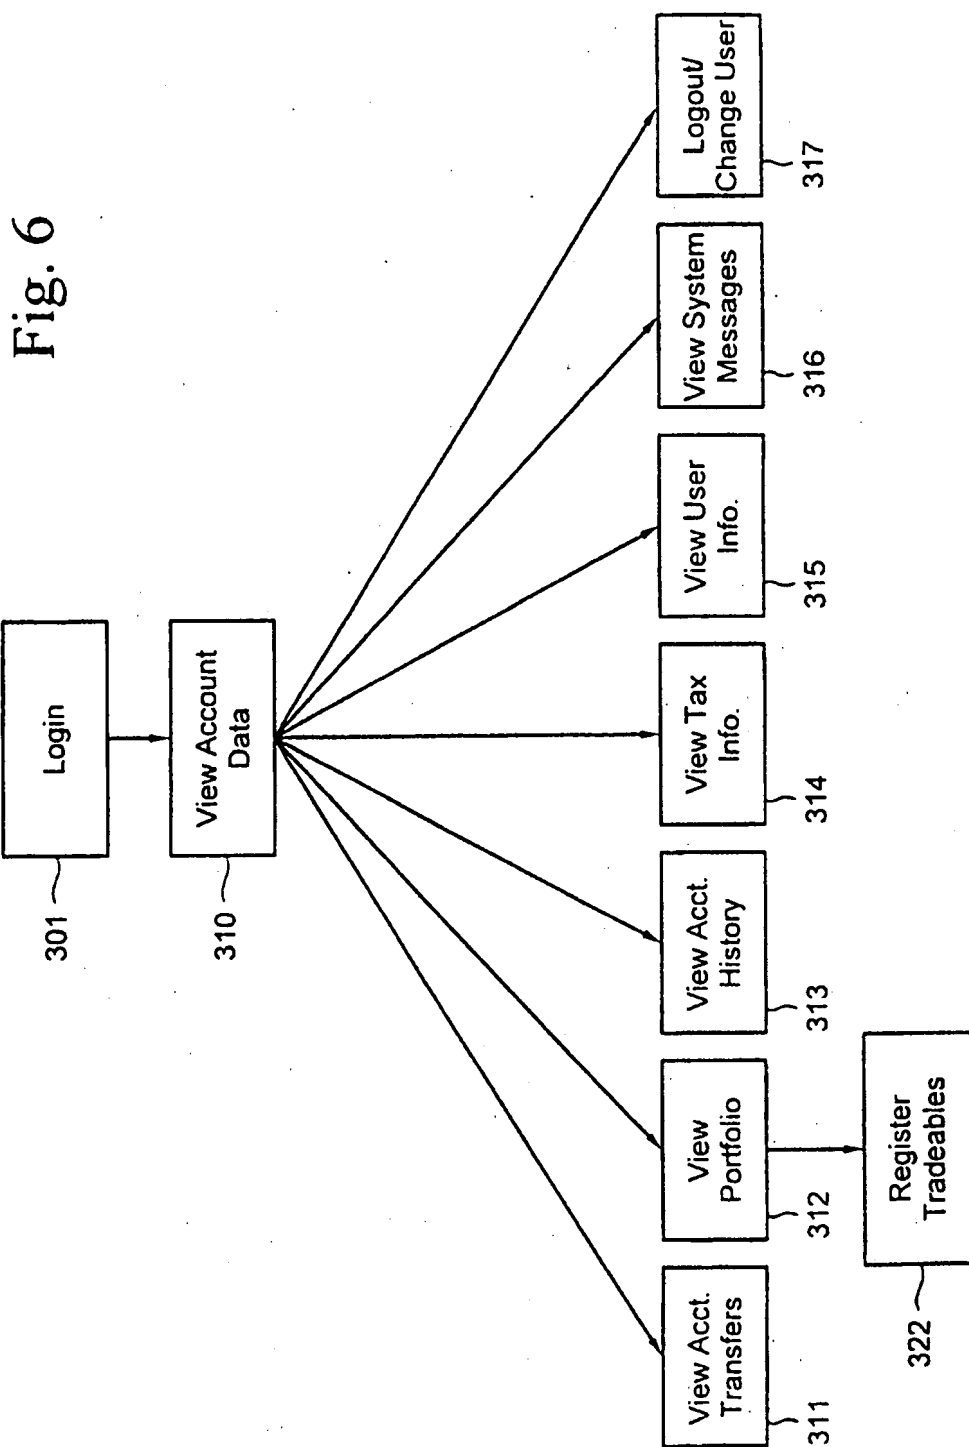 Fig. 6
Login
301
View Account
Data
310
View Acct.
Transfers
311
View
Portfolio
312
View Acct.
History
313
View Tax
Info.
314
View User
Info.
315
View System
Messages
316
Logout/
Change User
317
Register
Tradeables
322